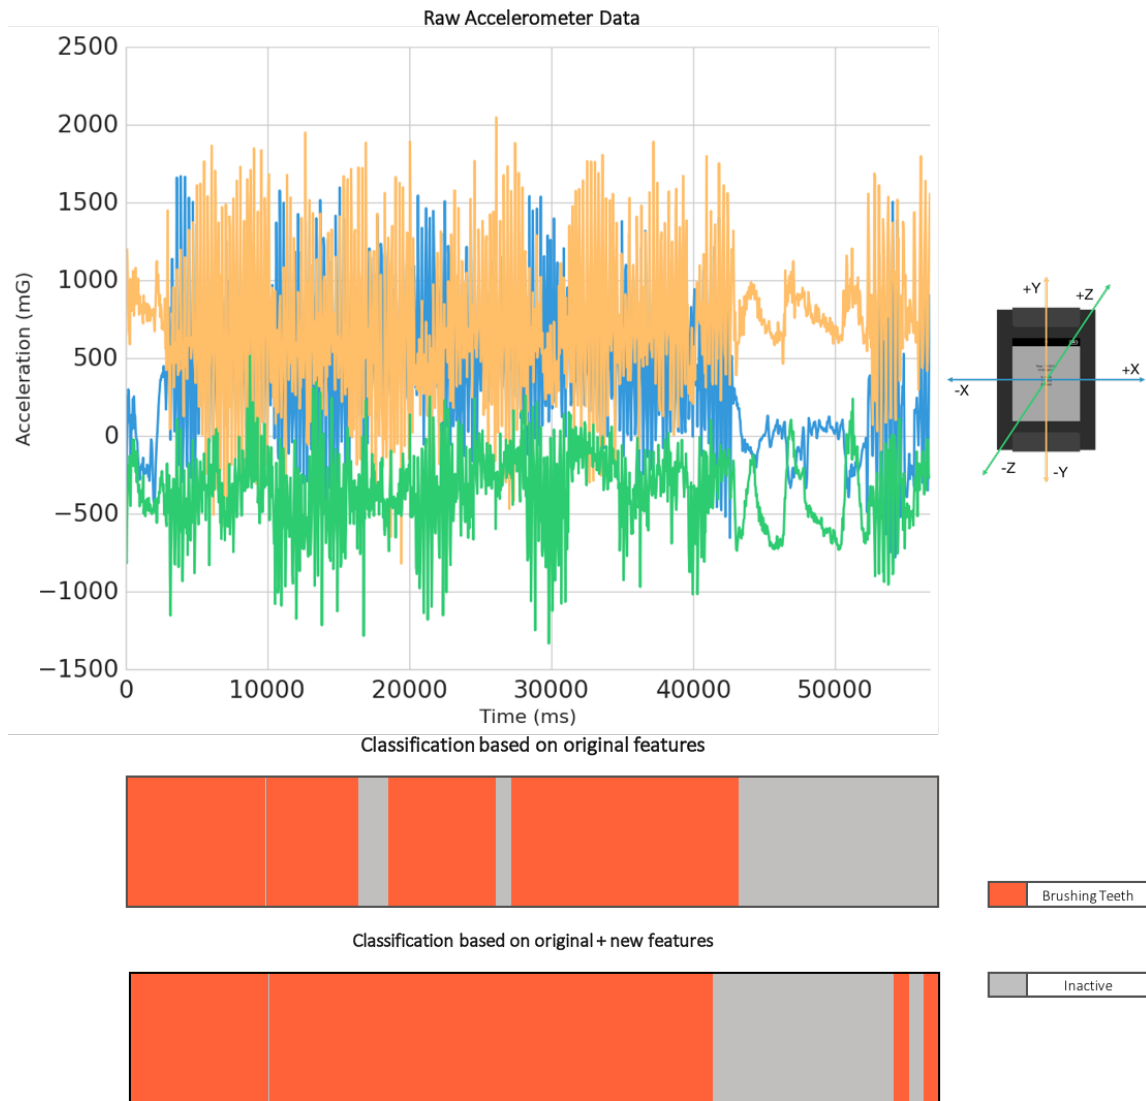 Raw Accelerometer Data
2500
2000
1500
1000
500
0
−500
−1000
−1500
Acceleration (mG)
0 10000 20000 30000 40000 50000
Time (ms)
+Y
+Z
-X
+X
-Z
-Y
Classification based on original features
Brushing Teeth
Classification based on original + new features
Inactive